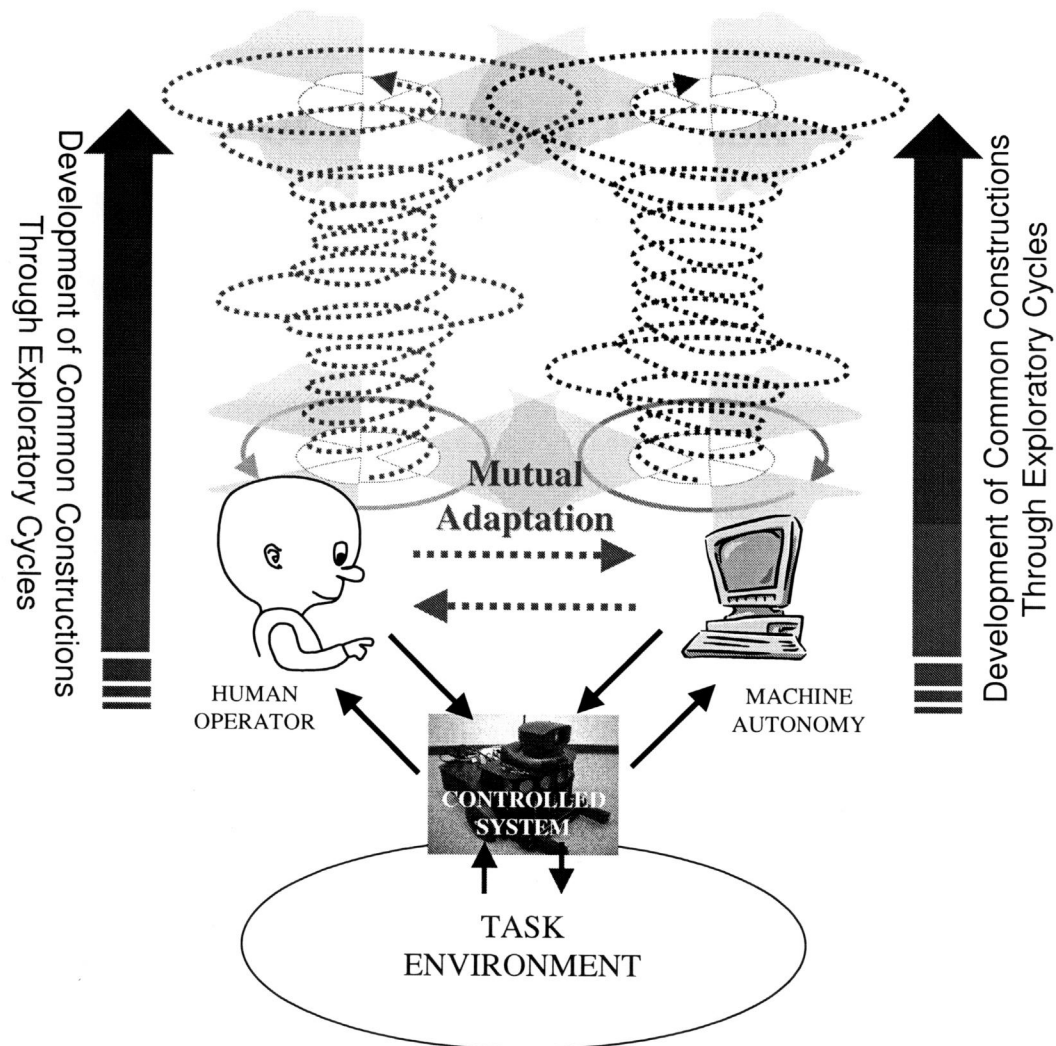 Development of Common Constructions
Through Exploratory Cycles
Development of Common Constructions
Through Exploratory Cycles
Mutual
Adaptation
HUMAN
OPERATOR
MACHINE
AUTONOMY
CONTROLLED
SYSTEM
TASK
ENVIRONMENT